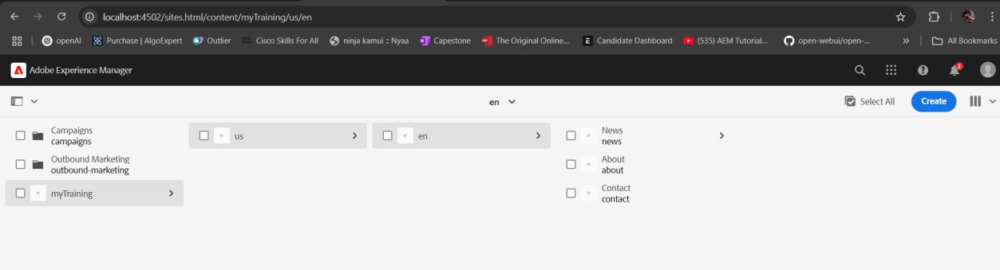 localhost:4502/sites.html/content/myTraining/us/en
openAI Purchase | AlgoExpert Outlier Cisco Skills For All ninja kamui :: Nyaa Capestone The Original Online... Candidate Dashboard (535) AEM Tutorial... open-webui/open-... » All Bookmarks
Adobe Experience Manager 2
en Select All Create
Campaigns
campaigns
Outbound Marketing
outbound-marketing
myTraining
us
en
News
news
About
about
Contact
contact